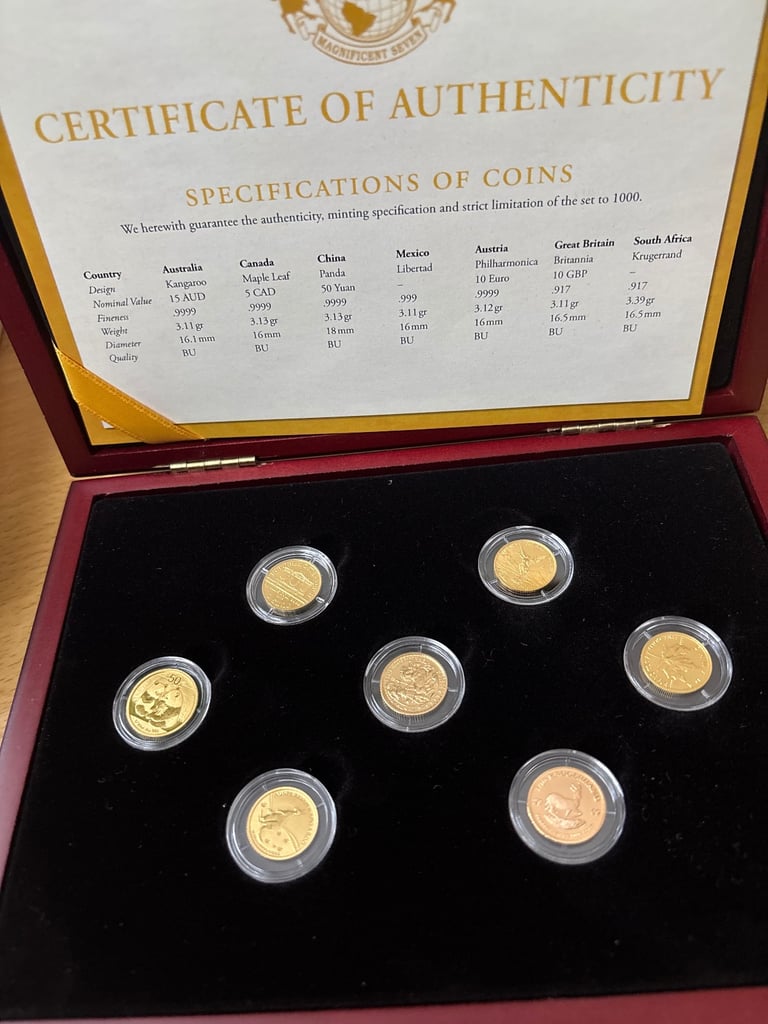 MAGNIFICENT SEVEN
CERTIFICATE OF AUTHENTICITY
SPECIFICATIONS OF COINS
We herewith guarantee the authenticity, minting specification and strict limitation of the set to 1000.
Country Australia Canada China Mexico Austria Great Britain South Africa
Design Kangaroo Maple Leaf Panda Libertad Philharmonica Britannia Krugerrand
Nominal Value 15 AUD 5 CAD 50 Yuan – 10 Euro 10 GBP –
Fineness .9999 .9999 .9999 .999 .9999 .917 .917
Weight 3.11 gr 3.13 gr 3.13 gr 3.11 gr 3.12 gr 3.11 gr 3.39 gr
Diameter 16.1 mm 16 mm 18 mm 16 mm 16 mm 16.5 mm 16.5 mm
Quality BU BU BU BU BU BU BU
50
KRUGERRAND